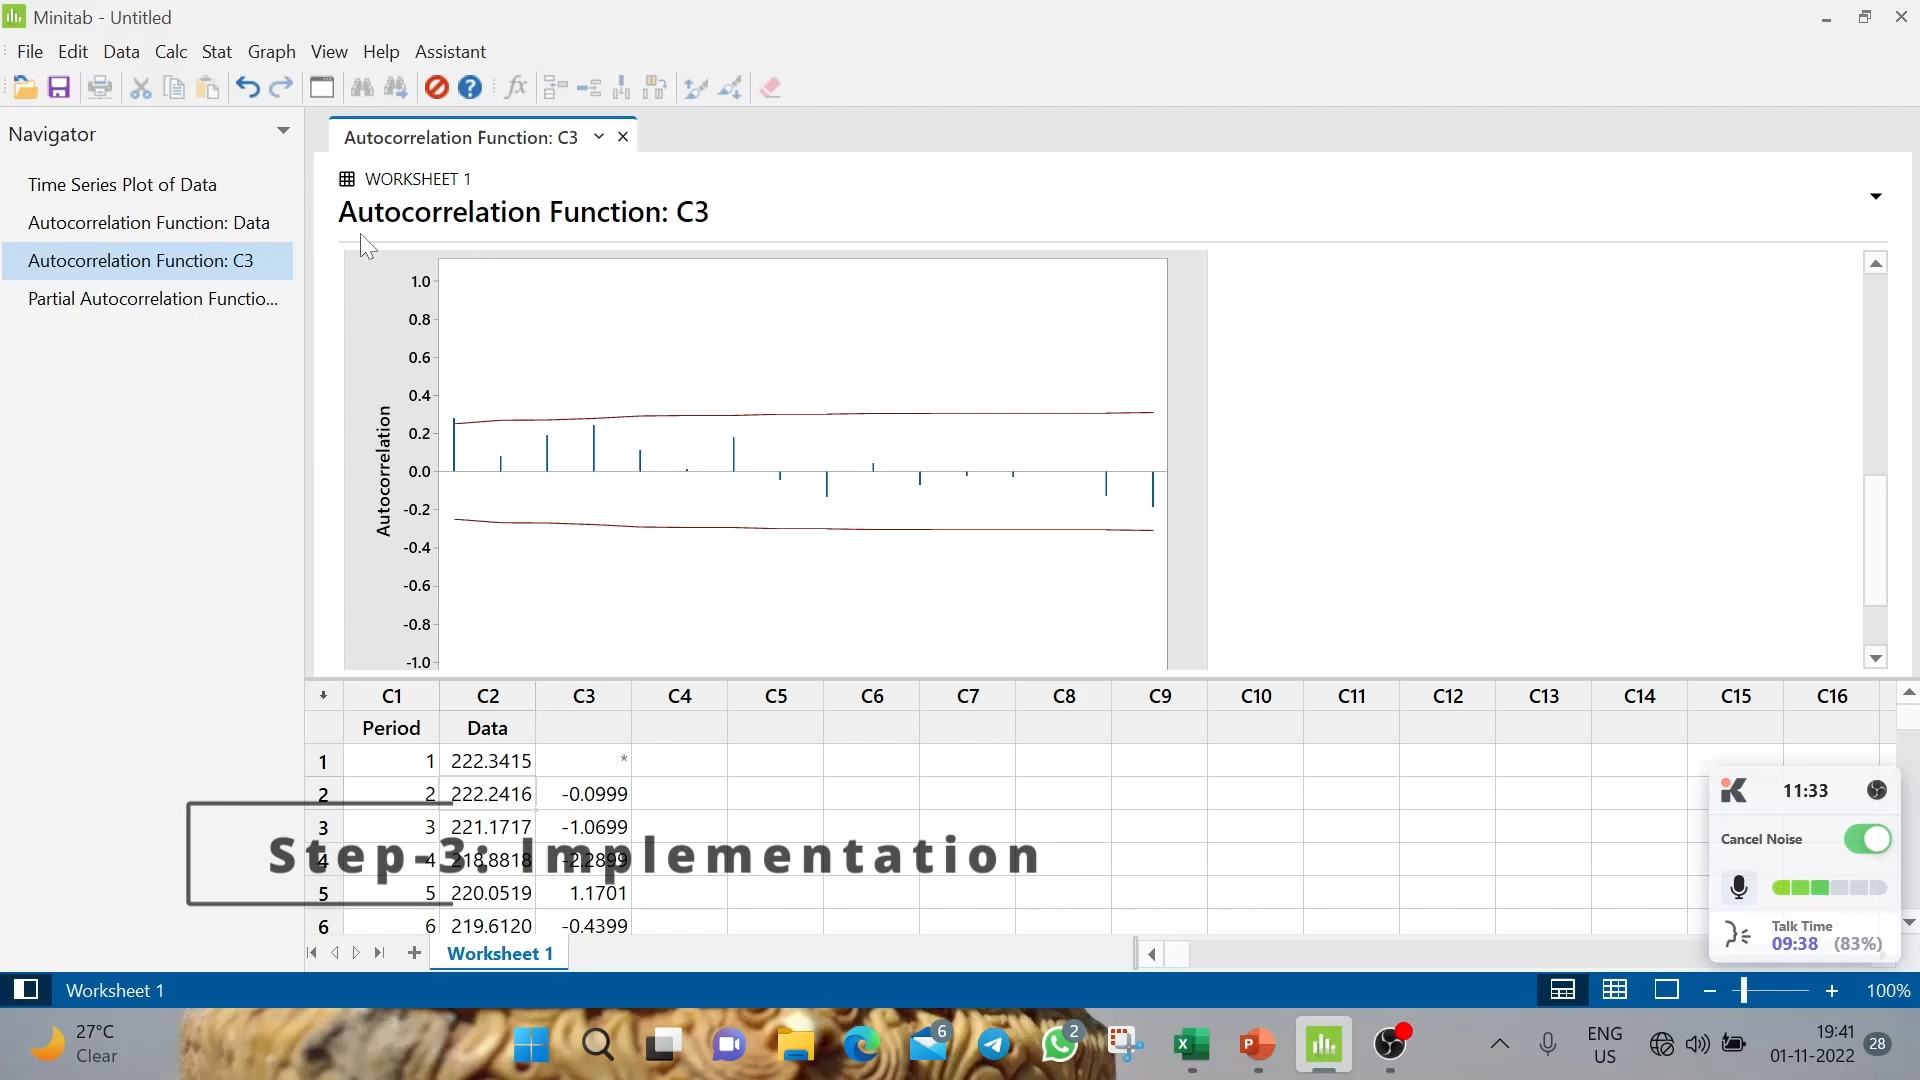 Minitab - Untitled
File Edit Data Calc Stat Graph View Help Assistant
Navigator
Time Series Plot of Data
Autocorrelation Function: Data
Autocorrelation Function: C3
Partial Autocorrelation Functio...
Autocorrelation Function: C3
WORKSHEET 1
Autocorrelation Function: C3
1.0
0.8
0.6
0.4
0.2
0.0
-0.2
-0.4
-0.6
-0.8
-1.0
Autocorrelation
C1 C2 C3 C4 C5 C6 C7 C8 C9 C10 C11 C12 C13 C14 C15 C16
Period Data
1 1 222.3415 *
2 2 222.2416 -0.0999
3 3 221.1717 -1.0699
4 4 218.8818 -2.2899
5 5 220.0519 1.1701
6 6 219.6120 -0.4399
Step-3: Implementation
11:33
Cancel Noise
Talk Time
09:38 (83%)
Worksheet 1
Worksheet 1
100%
27°C
Clear
6
2
ENG
US
19:41
01-11-2022
28